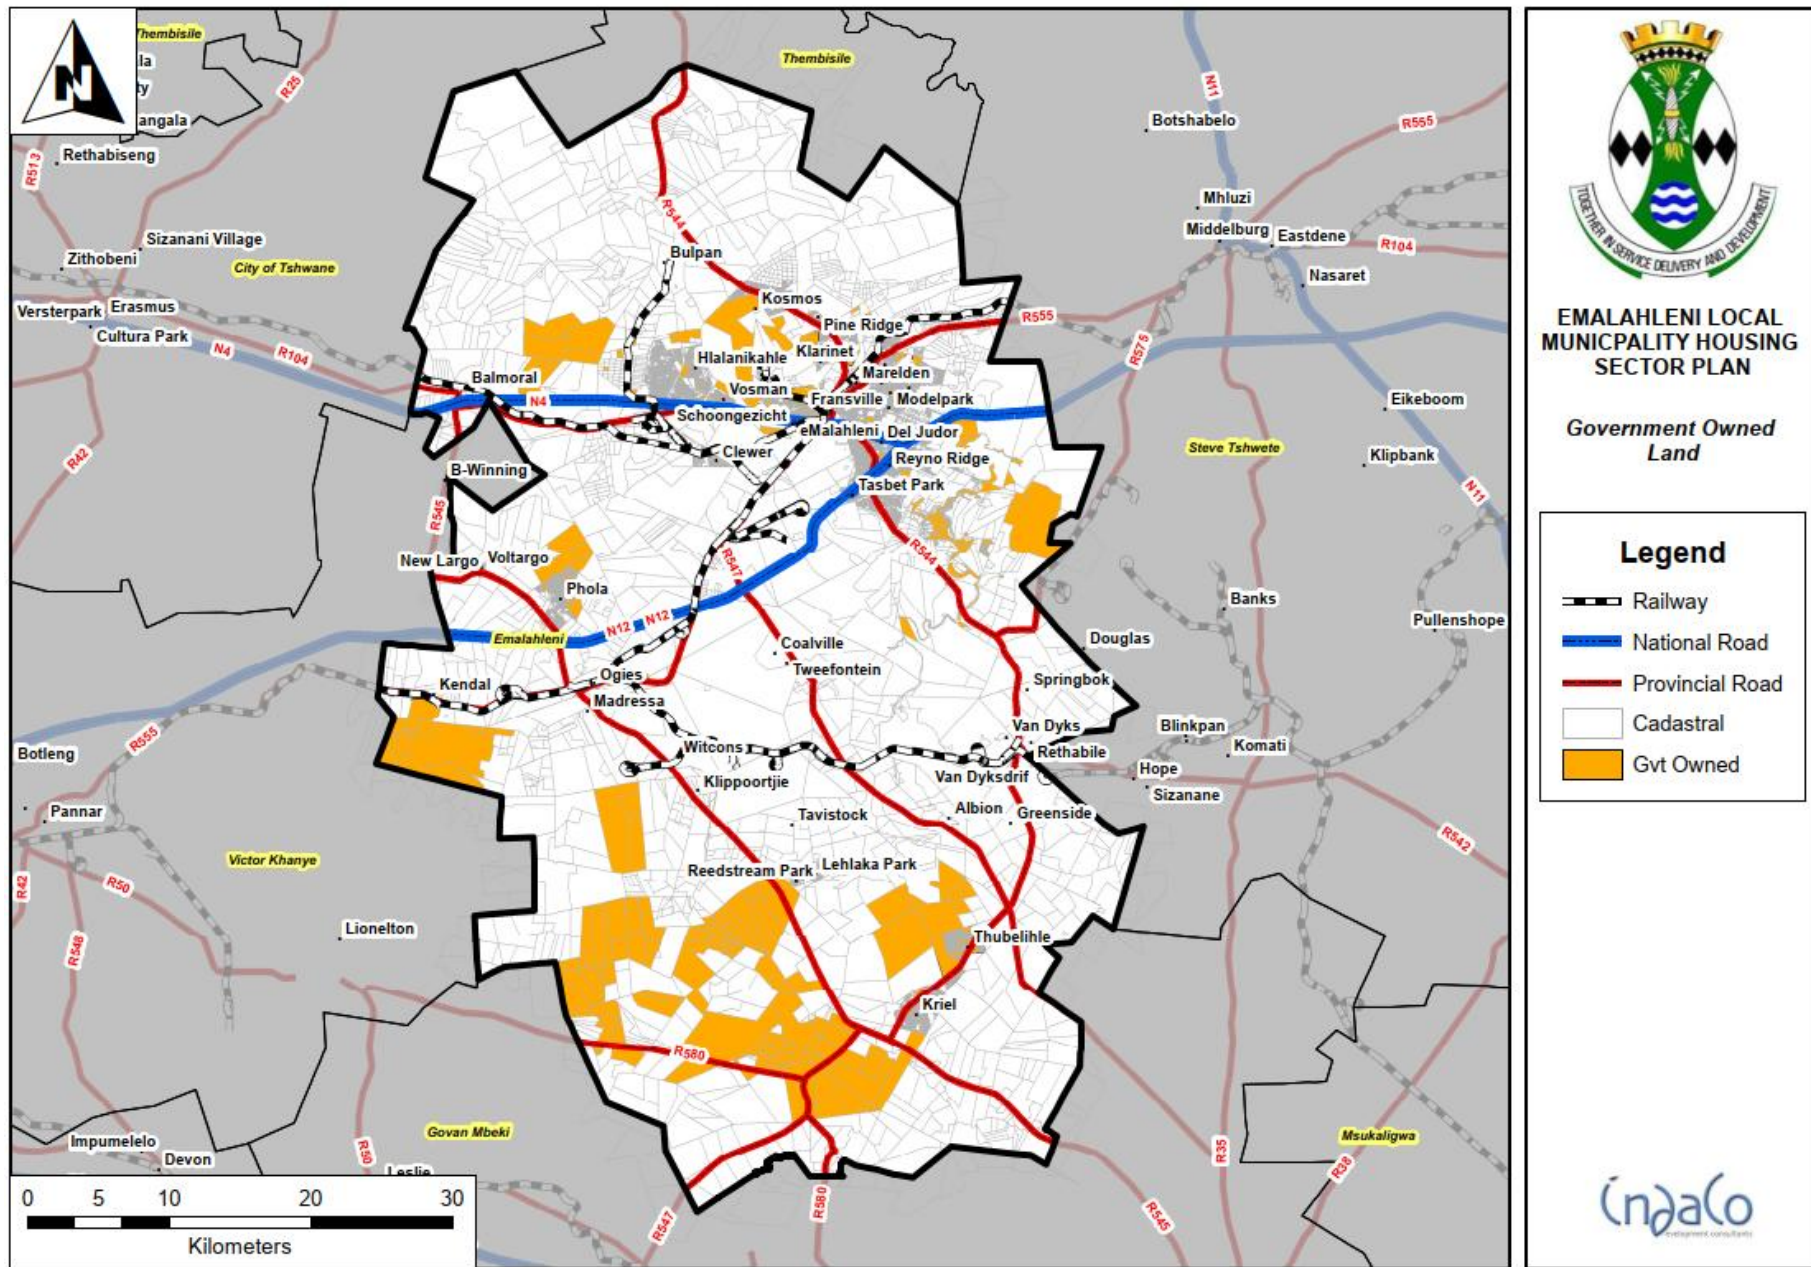 N
Thembisile
la
ty
angala
Rethabiseng
R513
R25
Thembisile
N11
Botshabelo
R555
Mhluzi
Middelburg
Eastdene
R104
Nasaret
Sizanani Village
Zithobeni
City of Tshwane
Versterpark
Erasmus
Cultura Park
N4
R104
R544
Bulpan
Kosmos
Pine Ridge
R555
R575
Hlalanikahle
Klarinet
Marelden
Balmoral
N4
Vosman
Fransville
Modelpark
Schoongezicht
eMalahleni
Del Judor
Clewer
Reyno Ridge
Tasbet Park
Eikeboom
Steve Tshwete
Klipbank
N11
R42
B-Winning
R545
New Largo
Voltargo
Phola
R547
R544
Banks
Pullenshope
Emalahleni
N12
N12
Coalville
Tweefontein
Douglas
Springbok
Kendal
Ogies
Madressa
Van Dyks
Rethabile
Blinkpan
Komati
Witcons
Klippoortjie
Van Dyksdrif
Hope
Sizanane
Botleng
R555
Pannar
Tavistock
Albion
Greenside
R542
Victor Khanye
R42
R50
Reedstream Park
Lehlaka Park
Lionelton
R548
Thubelihle
Kriel
R580
Govan Mbeki
Msukaligwa
Impumelelo
Devon
R50
Leslie
R35
R38
R547
R580
R545
0 5 10 20 30
Kilometers
TOGETHER IN SERVICE DELIVERY AND DEVELOPMENT
EMALAHLENI LOCAL
MUNICPALITY HOUSING
SECTOR PLAN
Government Owned
Land
Legend
Railway
National Road
Provincial Road
Cadastral
Gvt Owned
indaco
development consultants